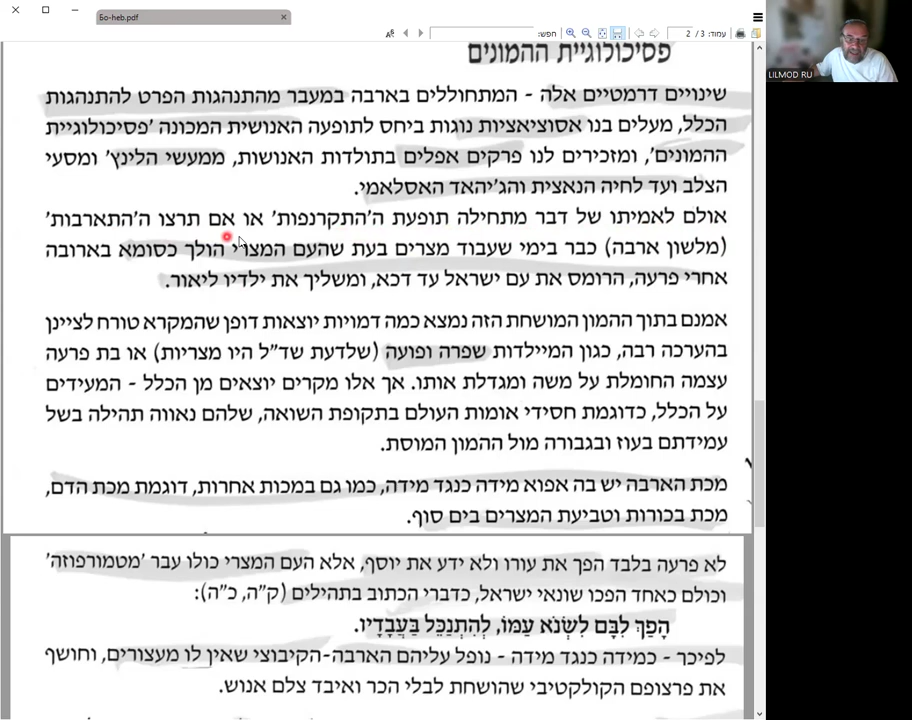 Бо-heb.pdf
עמוד: 3 / 2
חפש:
LILMOD RU
פסיכולוגיית ההמונים
שינויים דרמטיים אלה - המתחוללים בארבה במעבר מהתנהגות הפרט להתנהגות
הכלל, מעלים בנו אסוציאציות נוגות ביחס לתופעה האנושית המכונה 'פסיכולוגיית
ההמונים', ומזכירים לנו פרקים אפלים בתולדות האנושות, ממעשי הלינץ' ומסעי
הצלב ועד לחיה הנאצית והג'יהאד האסלאמי.
אולם לאמיתו של דבר מתחילה תופעת ה'התקרנפות' או אם תרצו ה'התארבות'
(מלשון ארבה) כבר בימי שעבוד מצרים בעת שהעם המצרי הולך כסומא בארובה
אחרי פרעה, הרומס את עם ישראל עד דכא, ומשליך את ילדיו ליאור.
אמנם בתוך ההמון המושחת הזה נמצא כמה דמויות יוצאות דופן שהמקרא טורח לציינן
בהערכה רבה, כגון המיילדות שפרה ופועה (שלדעת שד"ל היו מצריות) או בת פרעה
עצמה החומלת על משה ומגדלת אותו. אך אלו מקרים יוצאים מן הכלל - המעידים
על הכלל, כדוגמת חסידי אומות העולם בתקופת השואה, שלהם נאווה תהילה בשל
עמידתם בעוז ובגבורה מול ההמון המוסת.
מכת הארבה יש בה אפוא מידה כנגד מידה, כמו גם במכות אחרות, דוגמת מכת הדם,
מכת בכורות וטביעת המצרים בים סוף.
לא פרעה בלבד הפך את עורו ולא ידע את יוסף, אלא העם המצרי כולו עבר 'מטמורפוזה'
וכולם כאחד הפכו שונאי ישראל, כדברי הכתוב בתהילים (ק"ה, כ"ה):
הָפַךְ לִבָּם לִשְׂנֹא עַמּוֹ, לְהִתְנַכֵּל בַּעֲבָדָיו.
לפיכך - כמידה כנגד מידה - נופל עליהם הארבה-הקיבוצי שאין לו מעצורים, וחושף
את פרצופם הקולקטיבי שהושחת לבלי הכר ואיבד צלם אנוש.